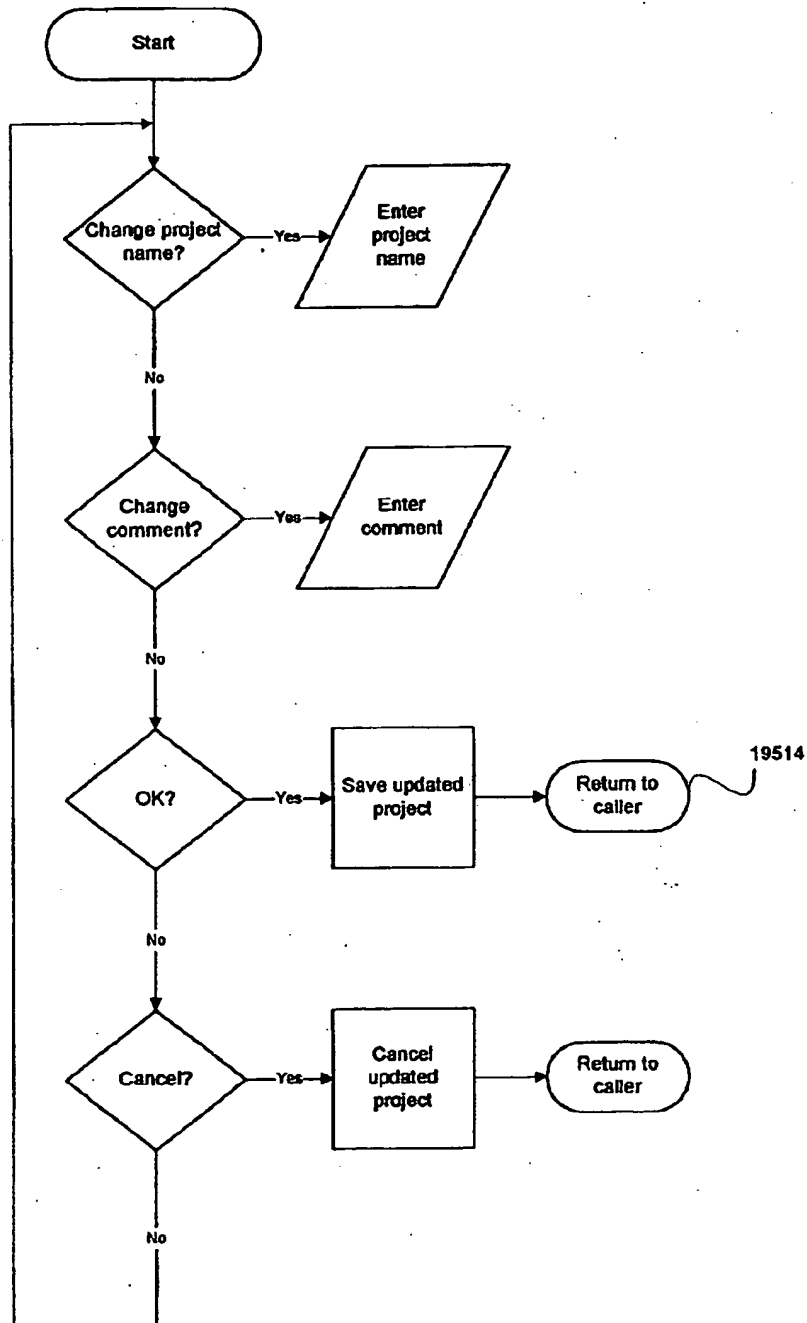 Start
Change project
name?
Yes
Enter
project
name
No
Change
comment?
Yes
Enter
comment
No
OK?
Yes
Save updated
project
Return to
caller
19514
No
Cancel?
Yes
Cancel
updated
project
Return to
caller
No